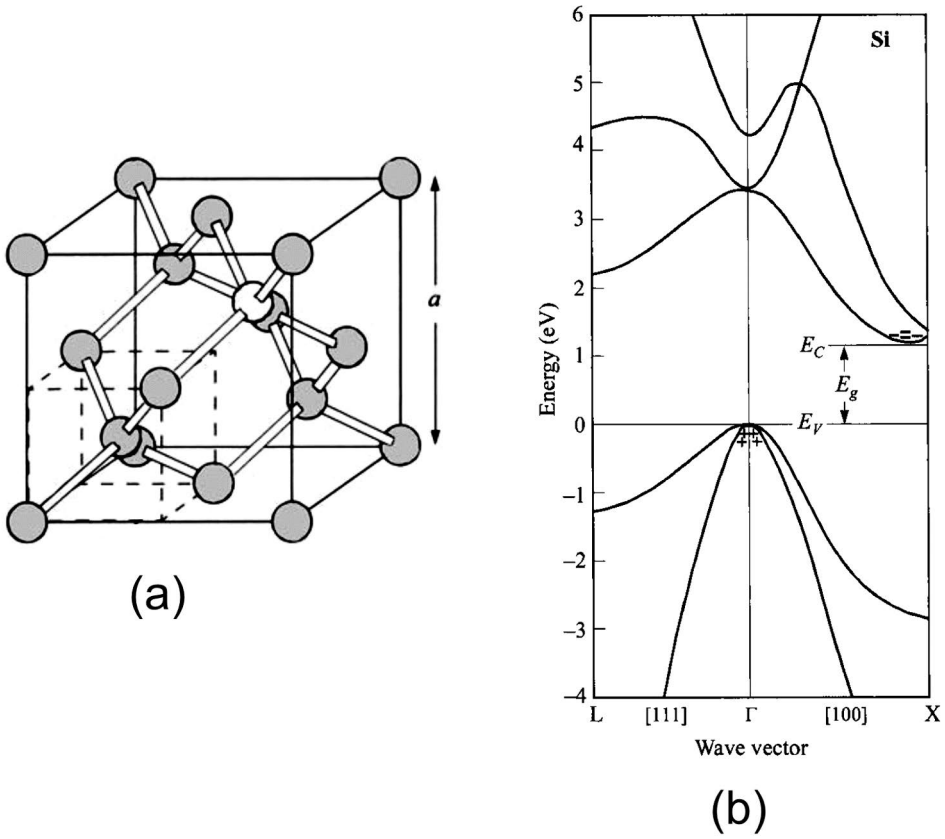 a
(a)
Si
6
5
4
3
2
1
0
−1
−2
−3
−4
Energy (eV)
E_C
E_g
E_V
L [111] Γ [100] X
Wave vector
(b)